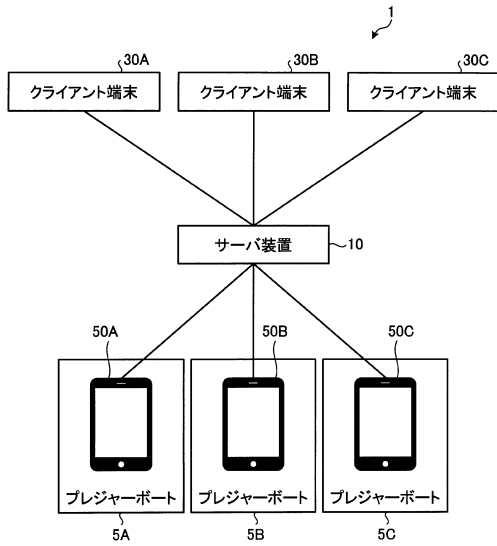 1
30A 30B 30C
クライアント端末 クライアント端末 クライアント端末
サーバ装置 10
50A 50B 50C
プレジャーボート プレジャーボート プレジャーボート
5A 5B 5C